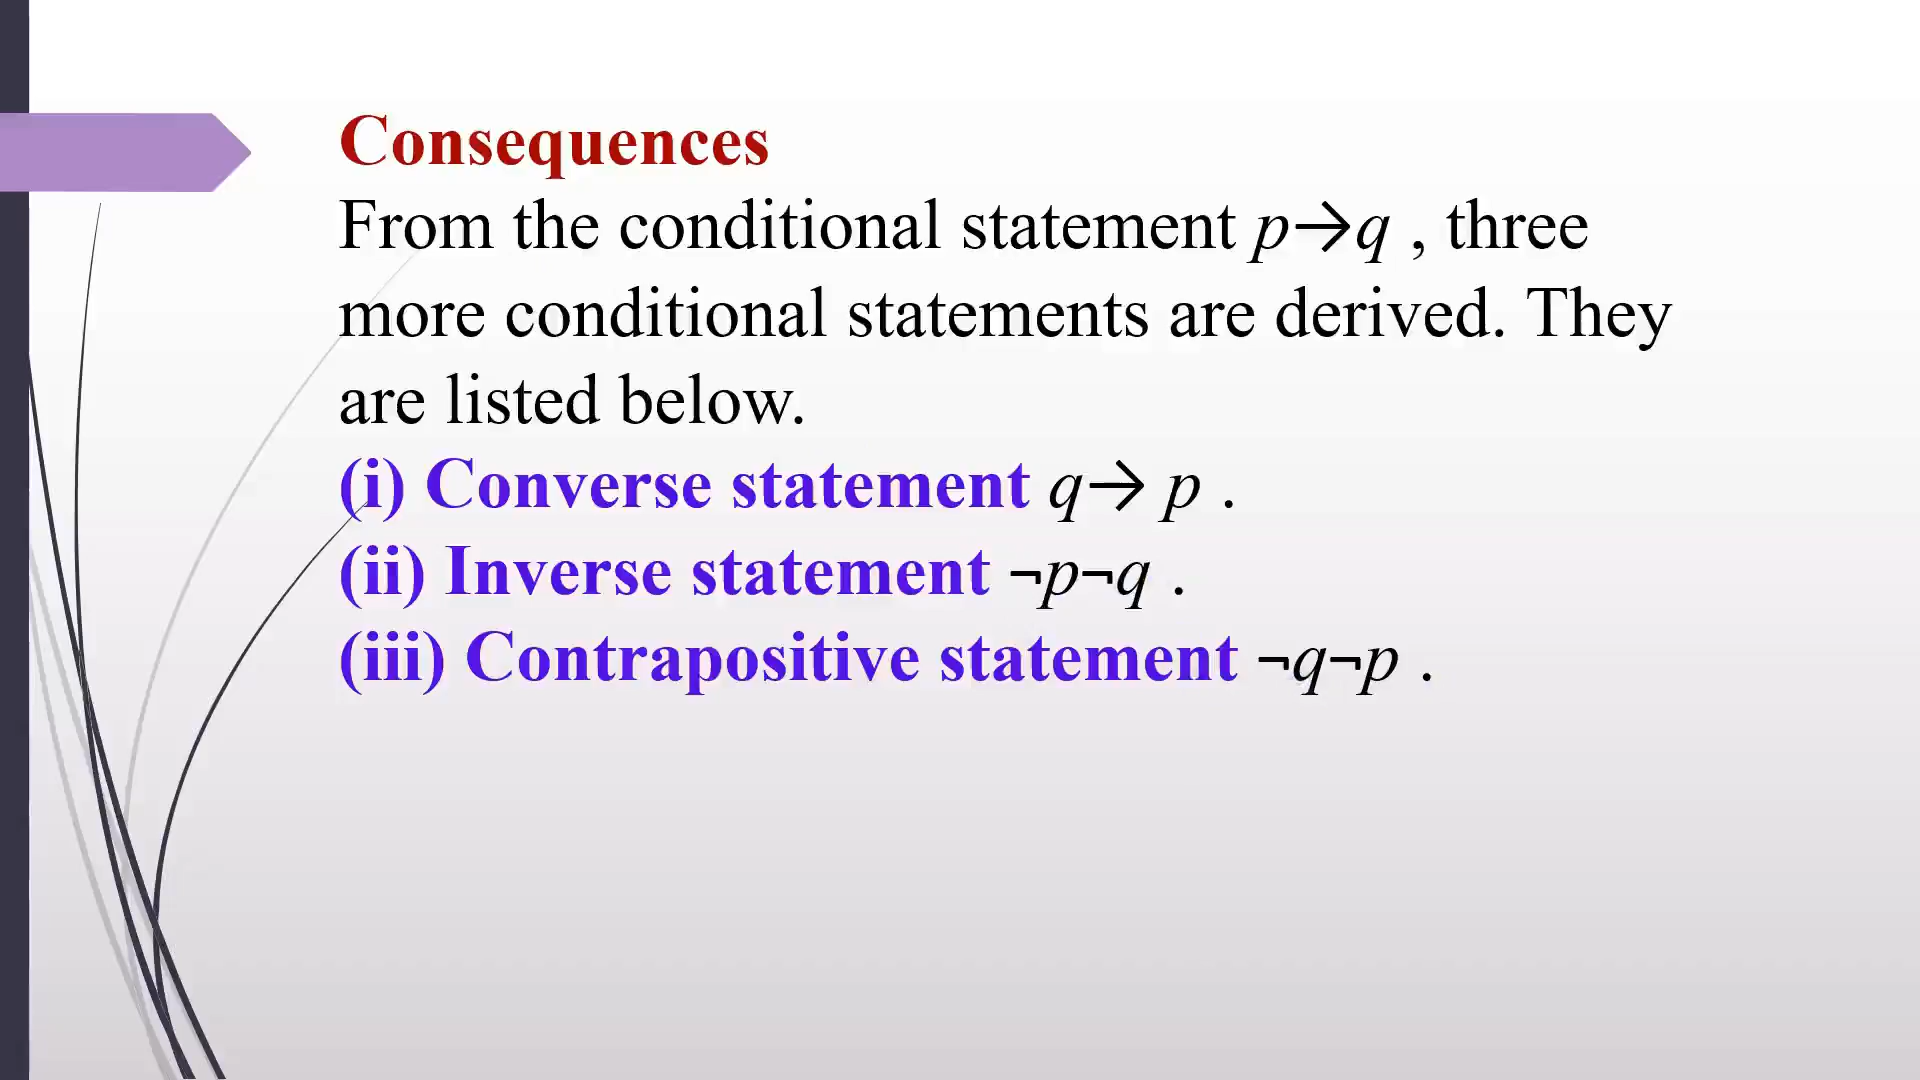 Consequences
From the conditional statement p→q , three
more conditional statements are derived. They
are listed below.
(i) Converse statement q→ p .
(ii) Inverse statement ¬p¬q .
(iii) Contrapositive statement ¬q¬p .